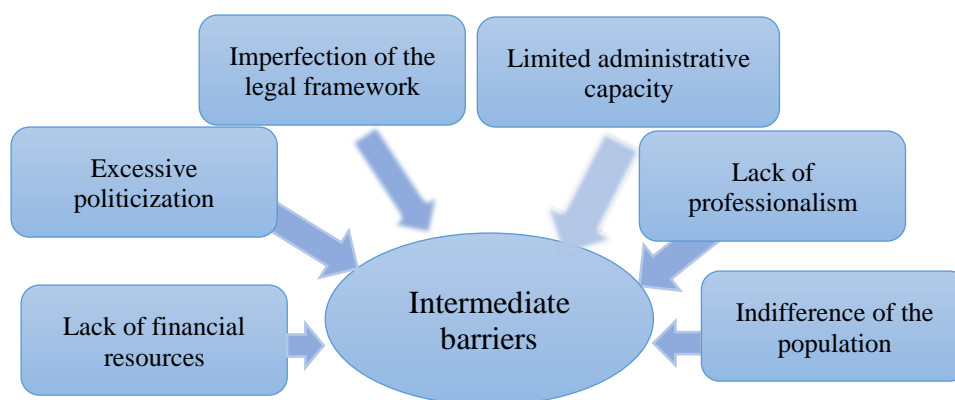 Imperfection of the
legal framework
Limited administrative
capacity
Excessive
politicization
Lack of
professionalism
Intermediate
barriers
Lack of financial
resources
Indifference of the
population